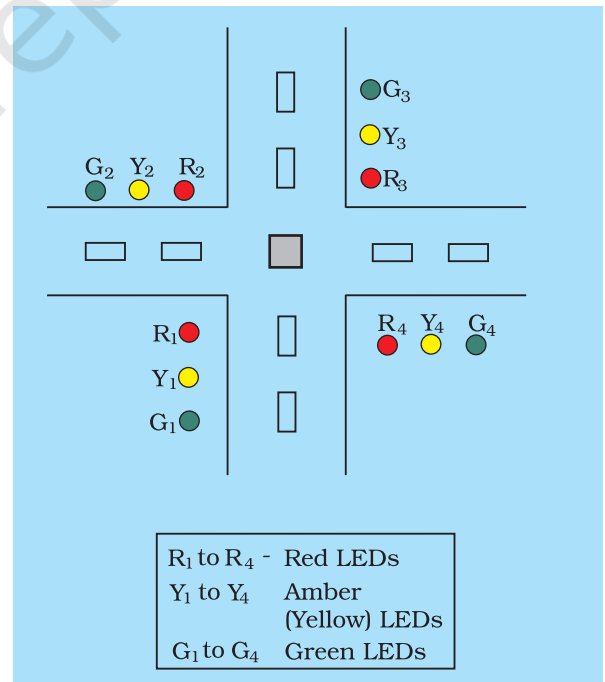 G3
Y3
G2 Y2 R2
R3
R1
R4 Y4 G4
Y1
G1
R1 to R4 - Red LEDs
Y1 to Y4 Amber
(Yellow) LEDs
G1 to G4 Green LEDs